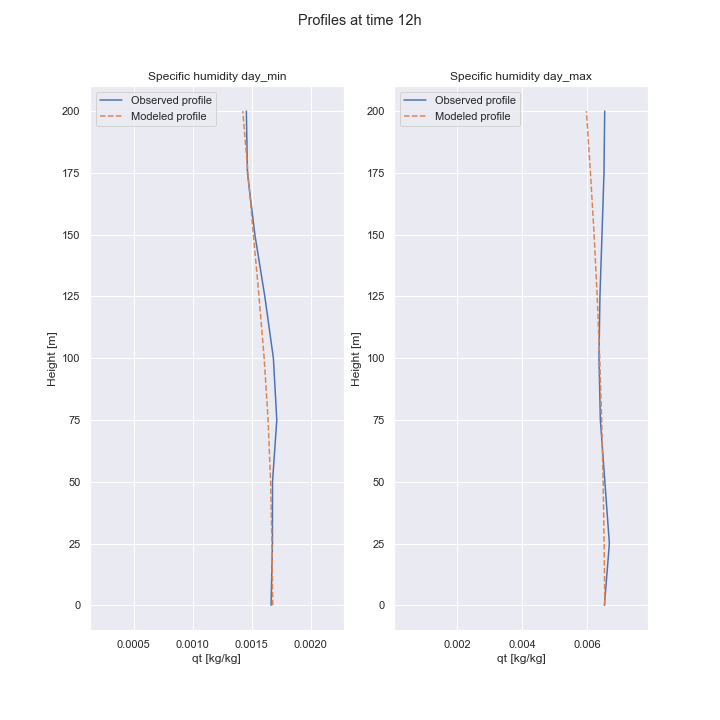 Profiles at time 12h
Specific humidity day_min
Observed profile
Modeled profile
200
175
150
125
100
75
50
25
0
Height [m]
0.0005
0.0010
0.0015
0.0020
qt [kg/kg]
Specific humidity day_max
Observed profile
Modeled profile
200
175
150
125
100
75
50
25
0
Height [m]
0.002
0.004
0.006
qt [kg/kg]